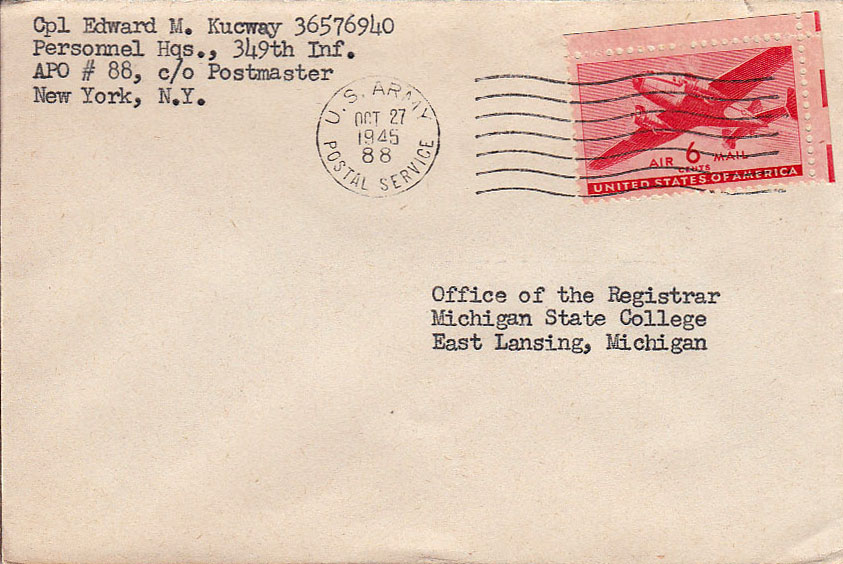 Cpl Edward M. Kucway 36576940
Personnel Hqs., 349th Inf.
APO # 88, c/o Postmaster
New York, N.Y.
U.S. ARMY
OCT 27
1945
88
POSTAL SERVICE
AIR 6 MAIL
CENTS
UNITED STATES OF AMERICA
Office of the Registrar
Michigan State College
East Lansing, Michigan